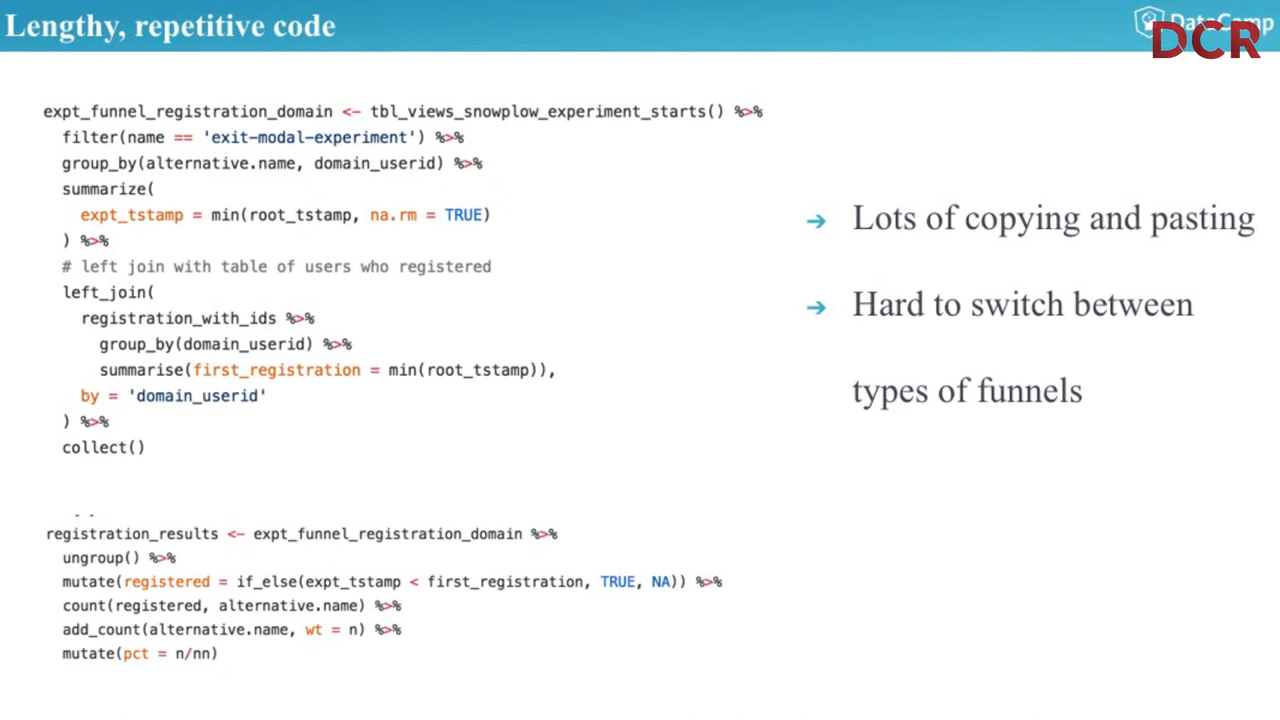 Lengthy, repetitive code
DataCamp
DCR
expt_funnel_registration_domain <- tbl_views_snowplow_experiment_starts() %>%
filter(name == 'exit-modal-experiment') %>%
group_by(alternative.name, domain_userid) %>%
summarize(
expt_tstamp = min(root_tstamp, na.rm = TRUE)
) %>%
# left join with table of users who registered
left_join(
registration_with_ids %>%
group_by(domain_userid) %>%
summarise(first_registration = min(root_tstamp)),
by = 'domain_userid'
) %>%
collect()
registration_results <- expt_funnel_registration_domain %>%
ungroup() %>%
mutate(registered = if_else(expt_tstamp < first_registration, TRUE, NA)) %>%
count(registered, alternative.name) %>%
add_count(alternative.name, wt = n) %>%
mutate(pct = n/nn)
→ Lots of copying and pasting
→ Hard to switch between
types of funnels